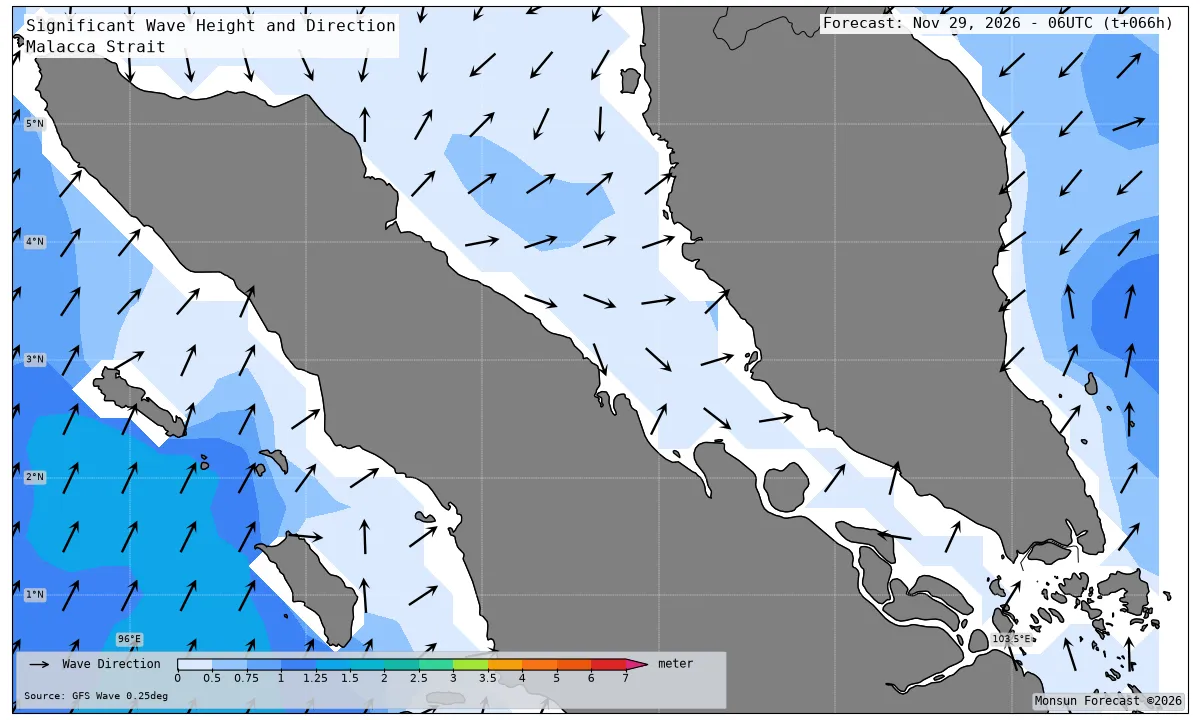 Significant Wave Height and Direction
Malacca Strait
Forecast: Nov 29, 2026 - 06UTC (t+066h)
5°N
4°N
3°N
2°N
1°N
96°E
103.5°E
Wave Direction
meter
0 0.5 0.75 1 1.25 1.5 2 2.5 3 3.5 4 5 6 7
Source: GFS Wave 0.25deg
Monsun Forecast ©2026